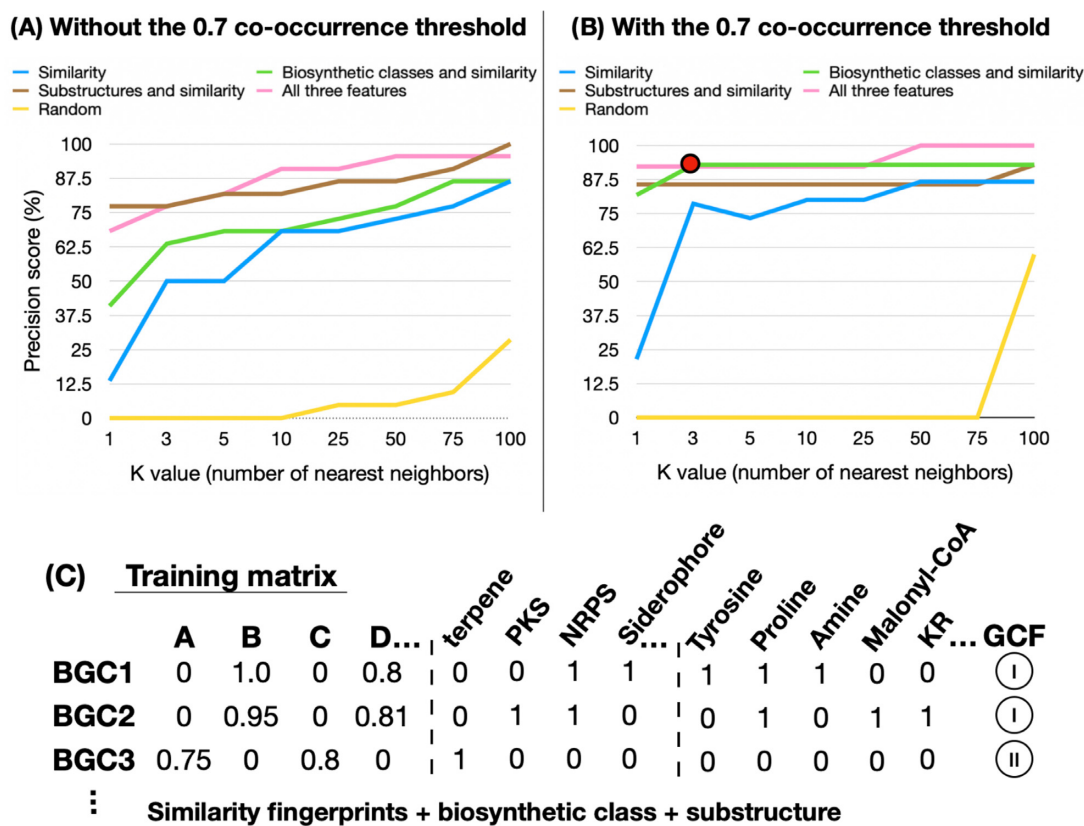 (A) Without the 0.7 co-occurrence threshold
Similarity
Biosynthetic classes and similarity
Substructures and similarity
All three features
Random
Precision score (%)
100
87.5
75
62.5
50
37.5
25
12.5
0
1 3 5 10 25 50 75 100
K value (number of nearest neighbors)
(B) With the 0.7 co-occurrence threshold
Similarity
Biosynthetic classes and similarity
Substructures and similarity
All three features
Random
100
87.5
75
62.5
50
37.5
25
12.5
0
1 3 5 10 25 50 75 100
K value (number of nearest neighbors)
(C) Training matrix
A B C D... terpene PKS NRPS Siderophore ... Tyrosine Proline Amine Malonyl-CoA KR ... GCF
BGC1 0 1.0 0 0.8 0 0 1 1 1 1 1 0 0 I
BGC2 0 0.95 0 0.81 0 1 1 0 0 1 0 1 1 I
BGC3 0.75 0 0.8 0 1 0 0 0 0 0 0 0 0 II
... Similarity fingerprints + biosynthetic class + substructure